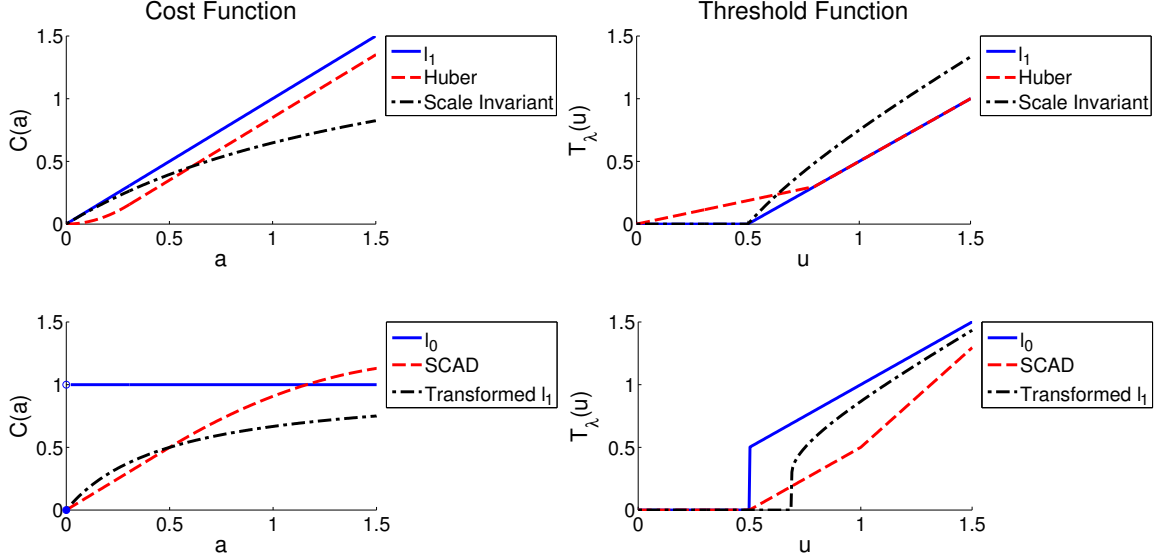 Cost Function
Threshold Function
1.5
1
0.5
0
0
0.5
1
1.5
C(a)
a
l₁
Huber
Scale Invariant
1.5
1
0.5
0
0
0.5
1
1.5
T_λ(u)
u
l₁
Huber
Scale Invariant
1.5
1
0.5
0
0
0.5
1
1.5
C(a)
a
l₀
SCAD
Transformed l₁
1.5
1
0.5
0
0
0.5
1
1.5
T_λ(u)
u
l₀
SCAD
Transformed l₁